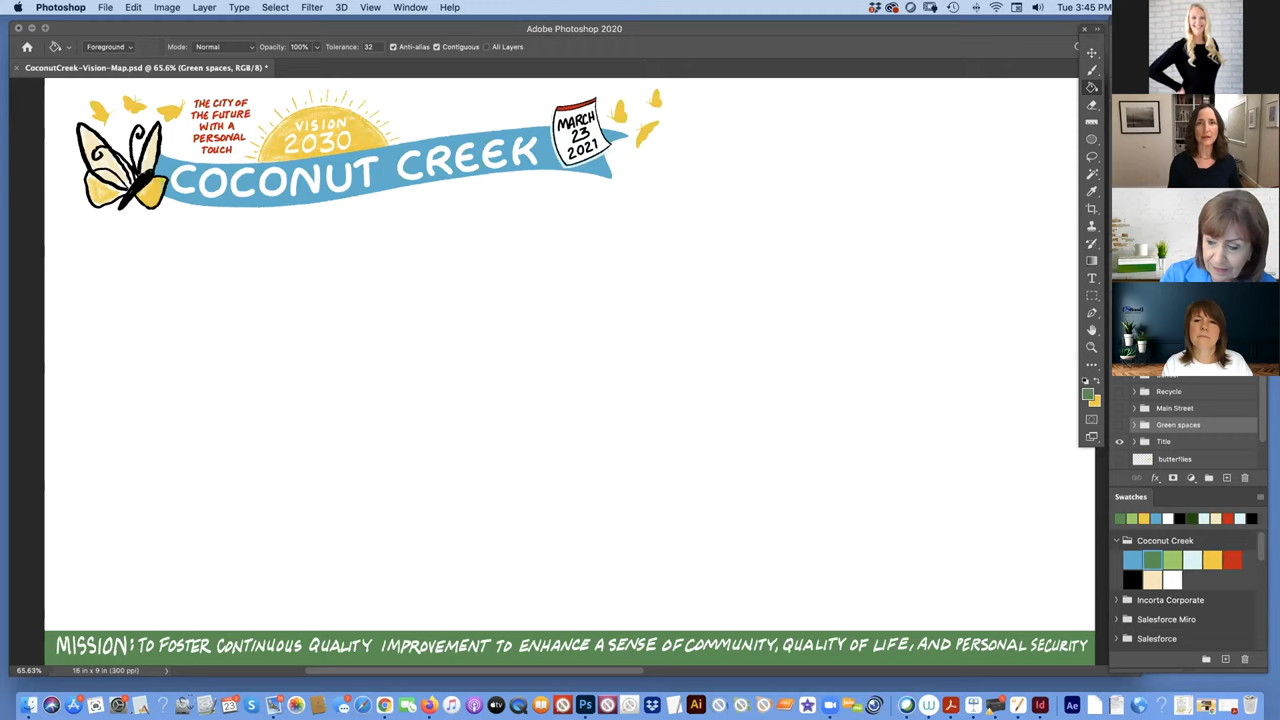 Photoshop File Edit Image Layer Type Select Filter 3D View Window Help
Tue 3:45 PM
Adobe Photoshop 2020
Foreground Mode: Normal Opacity: 100% Tolerance: 32 Anti-alias Contiguous All Layers
CoconutCreek-Vision-Map.psd @ 65.6% (Green spaces, RGB/8) *
THE CITY OF
THE FUTURE
WITH A
PERSONAL
TOUCH
VISION
2030
COCONUT CREEK
MARCH
23
2021
Recycle
Main Street
Green spaces
Title
butterflies
Swatches
Coconut Creek
Incorta Corporate
Salesforce Miro
Salesforce
MISSION: TO FOSTER CONTINUOUS QUALITY IMPROVEMENT TO ENHANCE A SENSE OF COMMUNITY, QUALITY OF LIFE, AND PERSONAL SECURITY
65.63% 16 in x 9 in (300 ppi)